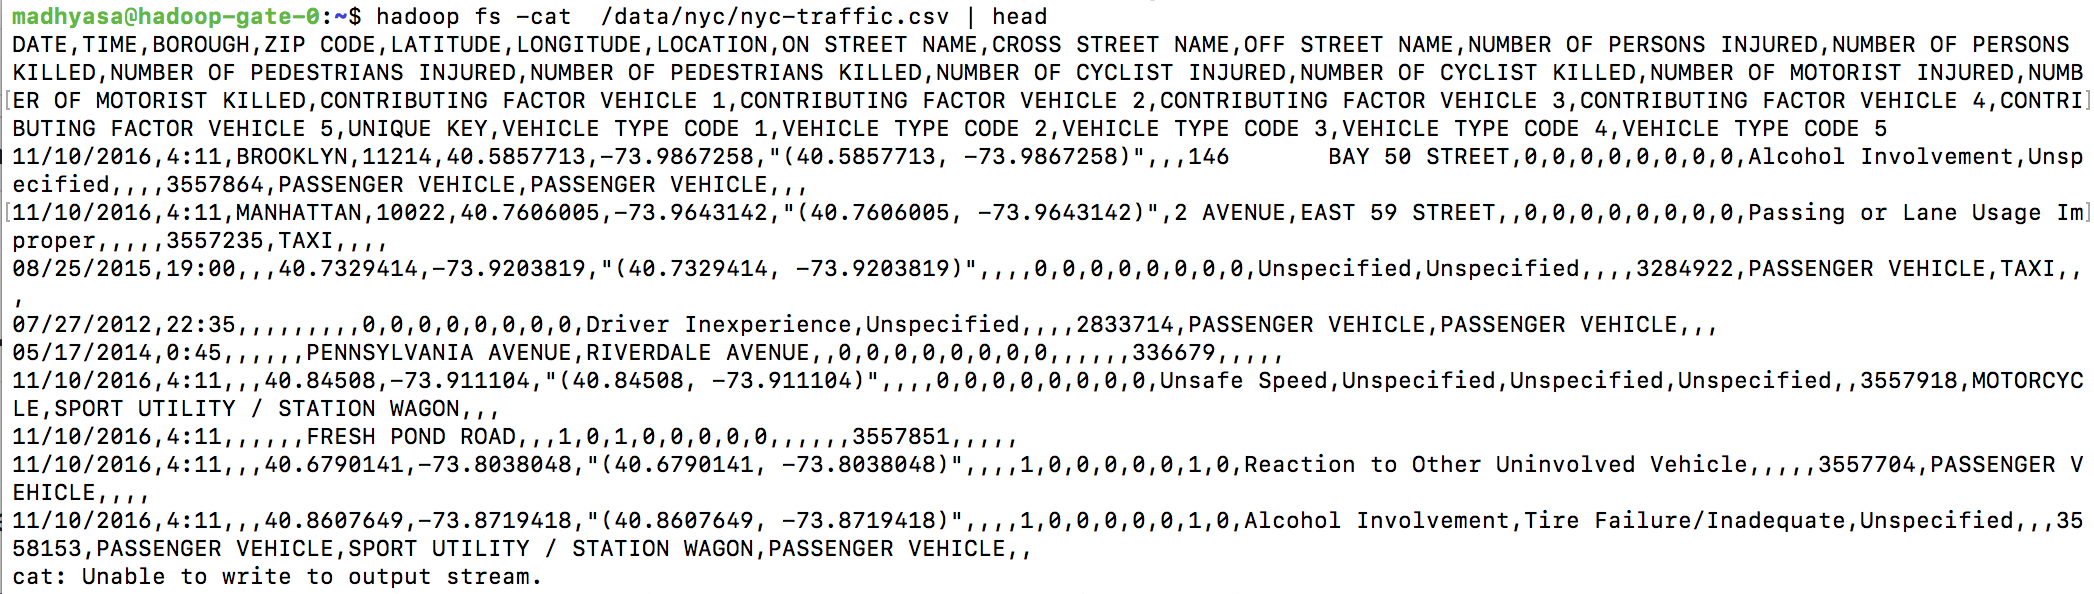 madhyasa@hadoop-gate-0:~$ hadoop fs -cat  /data/nyc/nyc-traffic.csv | head
DATE,TIME,BOROUGH,ZIP CODE,LATITUDE,LONGITUDE,LOCATION,ON STREET NAME,CROSS STREET NAME,OFF STREET NAME,NUMBER OF PERSONS INJURED,NUMBER OF PERSONS
KILLED,NUMBER OF PEDESTRIANS INJURED,NUMBER OF PEDESTRIANS KILLED,NUMBER OF CYCLIST INJURED,NUMBER OF CYCLIST KILLED,NUMBER OF MOTORIST INJURED,NUMB
[ER OF MOTORIST KILLED,CONTRIBUTING FACTOR VEHICLE 1,CONTRIBUTING FACTOR VEHICLE 2,CONTRIBUTING FACTOR VEHICLE 3,CONTRIBUTING FACTOR VEHICLE 4,CONTRI]
BUTING FACTOR VEHICLE 5,UNIQUE KEY,VEHICLE TYPE CODE 1,VEHICLE TYPE CODE 2,VEHICLE TYPE CODE 3,VEHICLE TYPE CODE 4,VEHICLE TYPE CODE 5
11/10/2016,4:11,BROOKLYN,11214,40.5857713,-73.9867258,"(40.5857713, -73.9867258)",,,146       BAY 50 STREET,0,0,0,0,0,0,0,0,Alcohol Involvement,Unsp
ecified,,,,3557864,PASSENGER VEHICLE,PASSENGER VEHICLE,,,
[11/10/2016,4:11,MANHATTAN,10022,40.7606005,-73.9643142,"(40.7606005, -73.9643142)",2 AVENUE,EAST 59 STREET,,0,0,0,0,0,0,0,0,Passing or Lane Usage Im]
proper,,,,,3557235,TAXI,,,,
08/25/2015,19:00,,,40.7329414,-73.9203819,"(40.7329414, -73.9203819)",,,,0,0,0,0,0,0,0,0,Unspecified,Unspecified,,,,3284922,PASSENGER VEHICLE,TAXI,,
,
07/27/2012,22:35,,,,,,,,,0,0,0,0,0,0,0,0,Driver Inexperience,Unspecified,,,,2833714,PASSENGER VEHICLE,PASSENGER VEHICLE,,,
05/17/2014,0:45,,,,,,PENNSYLVANIA AVENUE,RIVERDALE AVENUE,,0,0,0,0,0,0,0,0,,,,,,336679,,,,,
11/10/2016,4:11,,,40.84508,-73.911104,"(40.84508, -73.911104)",,,,0,0,0,0,0,0,0,0,Unsafe Speed,Unspecified,Unspecified,Unspecified,,3557918,MOTORCYC
LE,SPORT UTILITY / STATION WAGON,,,
11/10/2016,4:11,,,,,,FRESH POND ROAD,,,1,0,1,0,0,0,0,0,,,,,,3557851,,,,,
11/10/2016,4:11,,,40.6790141,-73.8038048,"(40.6790141, -73.8038048)",,,,1,0,0,0,0,0,1,0,Reaction to Other Uninvolved Vehicle,,,,,3557704,PASSENGER V
EHICLE,,,,
11/10/2016,4:11,,,40.8607649,-73.8719418,"(40.8607649, -73.8719418)",,,,1,0,0,0,0,0,1,0,Alcohol Involvement,Tire Failure/Inadequate,Unspecified,,,35
58153,PASSENGER VEHICLE,SPORT UTILITY / STATION WAGON,PASSENGER VEHICLE,,
cat: Unable to write to output stream.